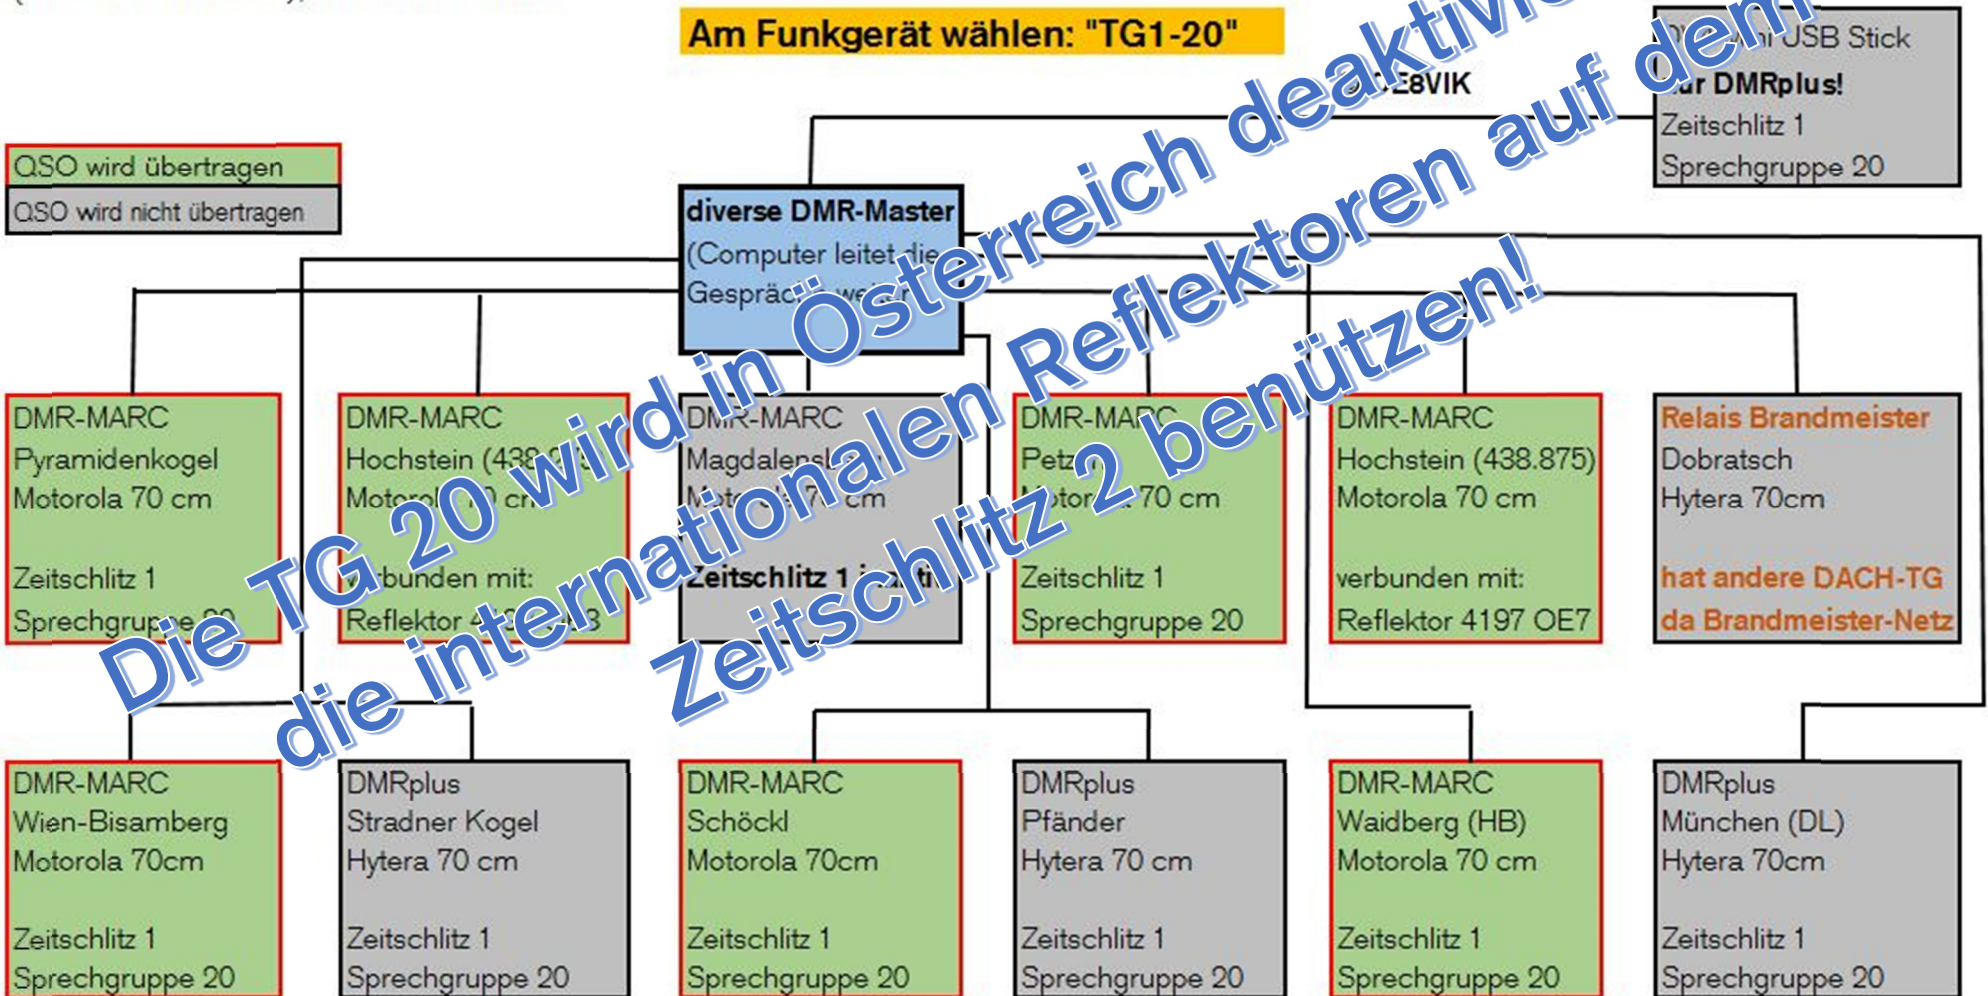 Am Funkgerät wählen: "TG1-20"
USB Stick
DMRplus!
Zeitschlitz 1
Sprechgruppe 20
QSO wird übertragen
QSO wird nicht übertragen
diverse DMR-Master
(Computer leitet die
DMR-MARC
Pyramidenkogel
Motorola 70 cm
Zeitschlitz 1
Sprechgruppe
DMR-MARC
Hochstein
verbunden mit:
Reflektor
DMR-MARC
Zeitschlitz 1
DMR-MARC
70 cm
Zeitschlitz 1
Sprechgruppe 20
DMR-MARC
Hochstein (438.875)
Motorola 70 cm
verbunden mit:
Reflektor 4197 OE7
Relais Brandmeister
Dobratsch
Hytera 70cm
hat andere DACH-TG
da Brandmeister-Netz
DMR-MARC
Wien-Bisamberg
Motorola 70cm
Zeitschlitz 1
Sprechgruppe 20
DMRplus
Stradner Kogel
Hytera 70 cm
Zeitschlitz 1
Sprechgruppe 20
DMR-MARC
Schöckl
Motorola 70cm
Zeitschlitz 1
Sprechgruppe 20
DMRplus
Pfänder
Hytera 70 cm
Zeitschlitz 1
Sprechgruppe 20
DMR-MARC
Waidberg (HB)
Motorola 70 cm
Zeitschlitz 1
Sprechgruppe 20
DMRplus
München (DL)
Hytera 70cm
Zeitschlitz 1
Sprechgruppe 20
Die TG 20 wird in Österreich
die internationalen Reflektoren auf dem
Zeitschlitz 2 benützen!